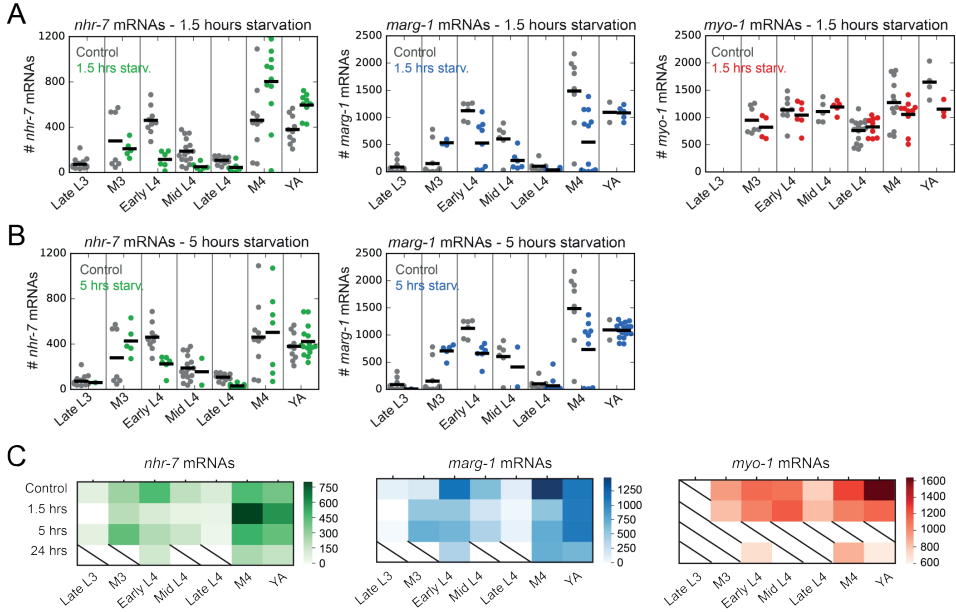 A
nhr-7 mRNAs - 1.5 hours starvation
1200
800
400
0
# nhr-7 mRNAs
Control
1.5 hrs starv.
Late L3
M3
Early L4
Mid L4
Late L4
M4
YA
marg-1 mRNAs - 1.5 hours starvation
2500
2000
1500
1000
500
0
# marg-1 mRNAs
Control
1.5 hrs starv.
Late L3
M3
Early L4
Mid L4
Late L4
M4
YA
myo-1 mRNAs - 1.5 hours starvation
2500
2000
1500
1000
500
0
# myo-1 mRNAs
Control
1.5 hrs starv.
Late L3
M3
Early L4
Mid L4
Late L4
M4
YA
B
nhr-7 mRNAs - 5 hours starvation
1200
800
400
0
# nhr-7 mRNAs
Control
5 hrs starv.
Late L3
M3
Early L4
Mid L4
Late L4
M4
YA
marg-1 mRNAs - 5 hours starvation
2500
2000
1500
1000
500
0
# marg-1 mRNAs
Control
5 hrs starv.
Late L3
M3
Early L4
Mid L4
Late L4
M4
YA
C
nhr-7 mRNAs
Control
1.5 hrs
5 hrs
24 hrs
Late L3
M3
Early L4
Mid L4
Late L4
M4
YA
750
600
450
300
150
0
marg-1 mRNAs
Late L3
M3
Early L4
Mid L4
Late L4
M4
YA
1250
1000
750
500
250
0
myo-1 mRNAs
Late L3
M3
Early L4
Mid L4
Late L4
M4
YA
1600
1400
1200
1000
800
600